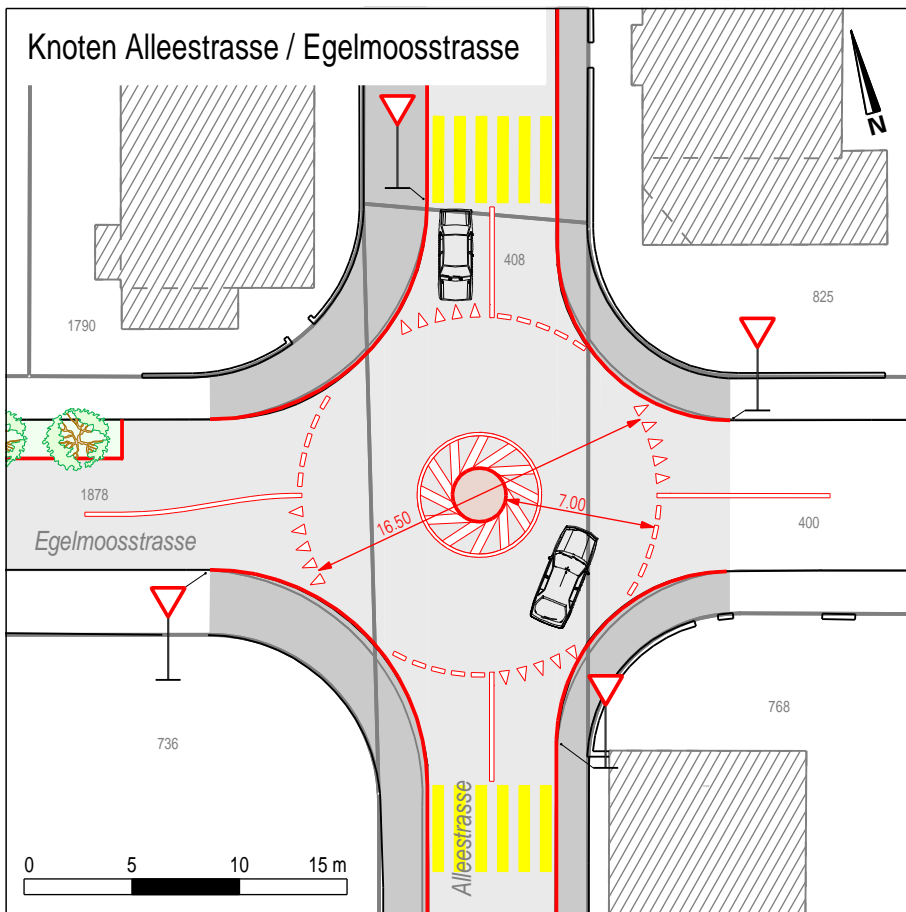 Knoten Alleestrasse / Egelmoosstrasse
N
408
825
1790
1878
16.50
7.00
400
Egelmoosstrasse
768
736
Alleestrasse
0 5 10 15 m